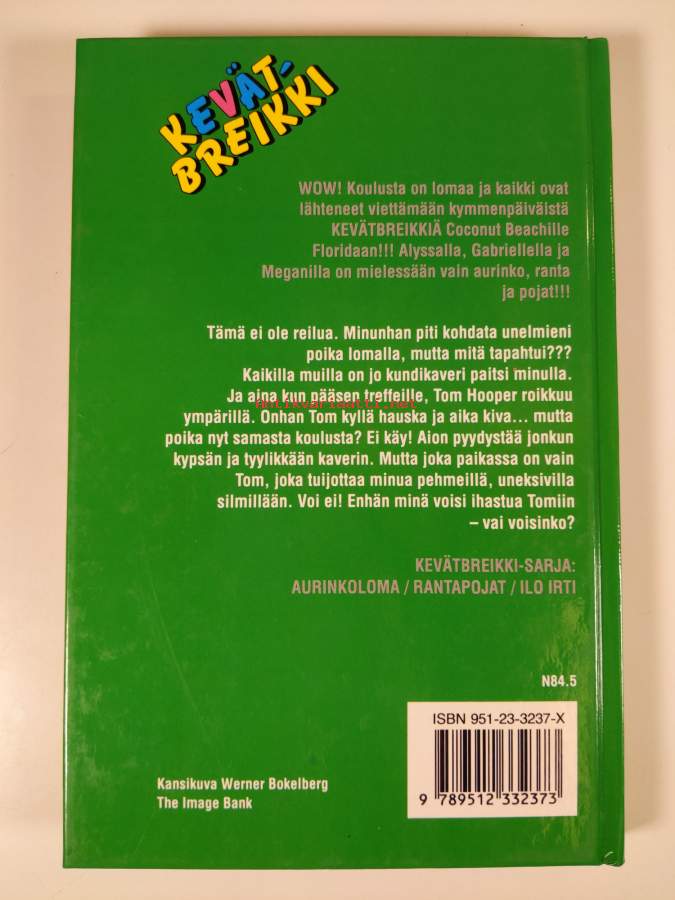 KEVÄT-
BREIKKI
WOW! Koulusta on lomaa ja kaikki ovat
lähteneet viettämään kymmenpäiväistä
KEVÄTBREIKKIÄ Coconut Beachille
Floridaan!!! Alyssalla, Gabriellella ja
Meganilla on mielessään vain aurinko, ranta
ja pojat!!!
Tämä ei ole reilua. Minunhan piti kohdata unelmieni
poika lomalla, mutta mitä tapahtui???
Kaikilla muilla on jo kundikaveri paitsi minulla.
Ja aina kun pääsen treffeille, Tom Hooper roikkuu
Antikvariaatti.net
ympärillä. Onhan Tom kyllä hauska ja aika kiva... mutta
poika nyt samasta koulusta? Ei käy! Aion pyydystää jonkun
kypsän ja tyylikkään kaverin. Mutta joka paikassa on vain
Tom, joka tuijottaa minua pehmeillä, uneksivilla
silmillään. Voi ei! Enhän minä voisi ihastua Tomiin
– vai voisinko?
KEVÄTBREIKKI-SARJA:
AURINKOLOMA / RANTAPOJAT / ILO IRTI
N84.5
ISBN 951-23-3237-X
9 789512 332373
Kansikuva Werner Bokelberg
The Image Bank